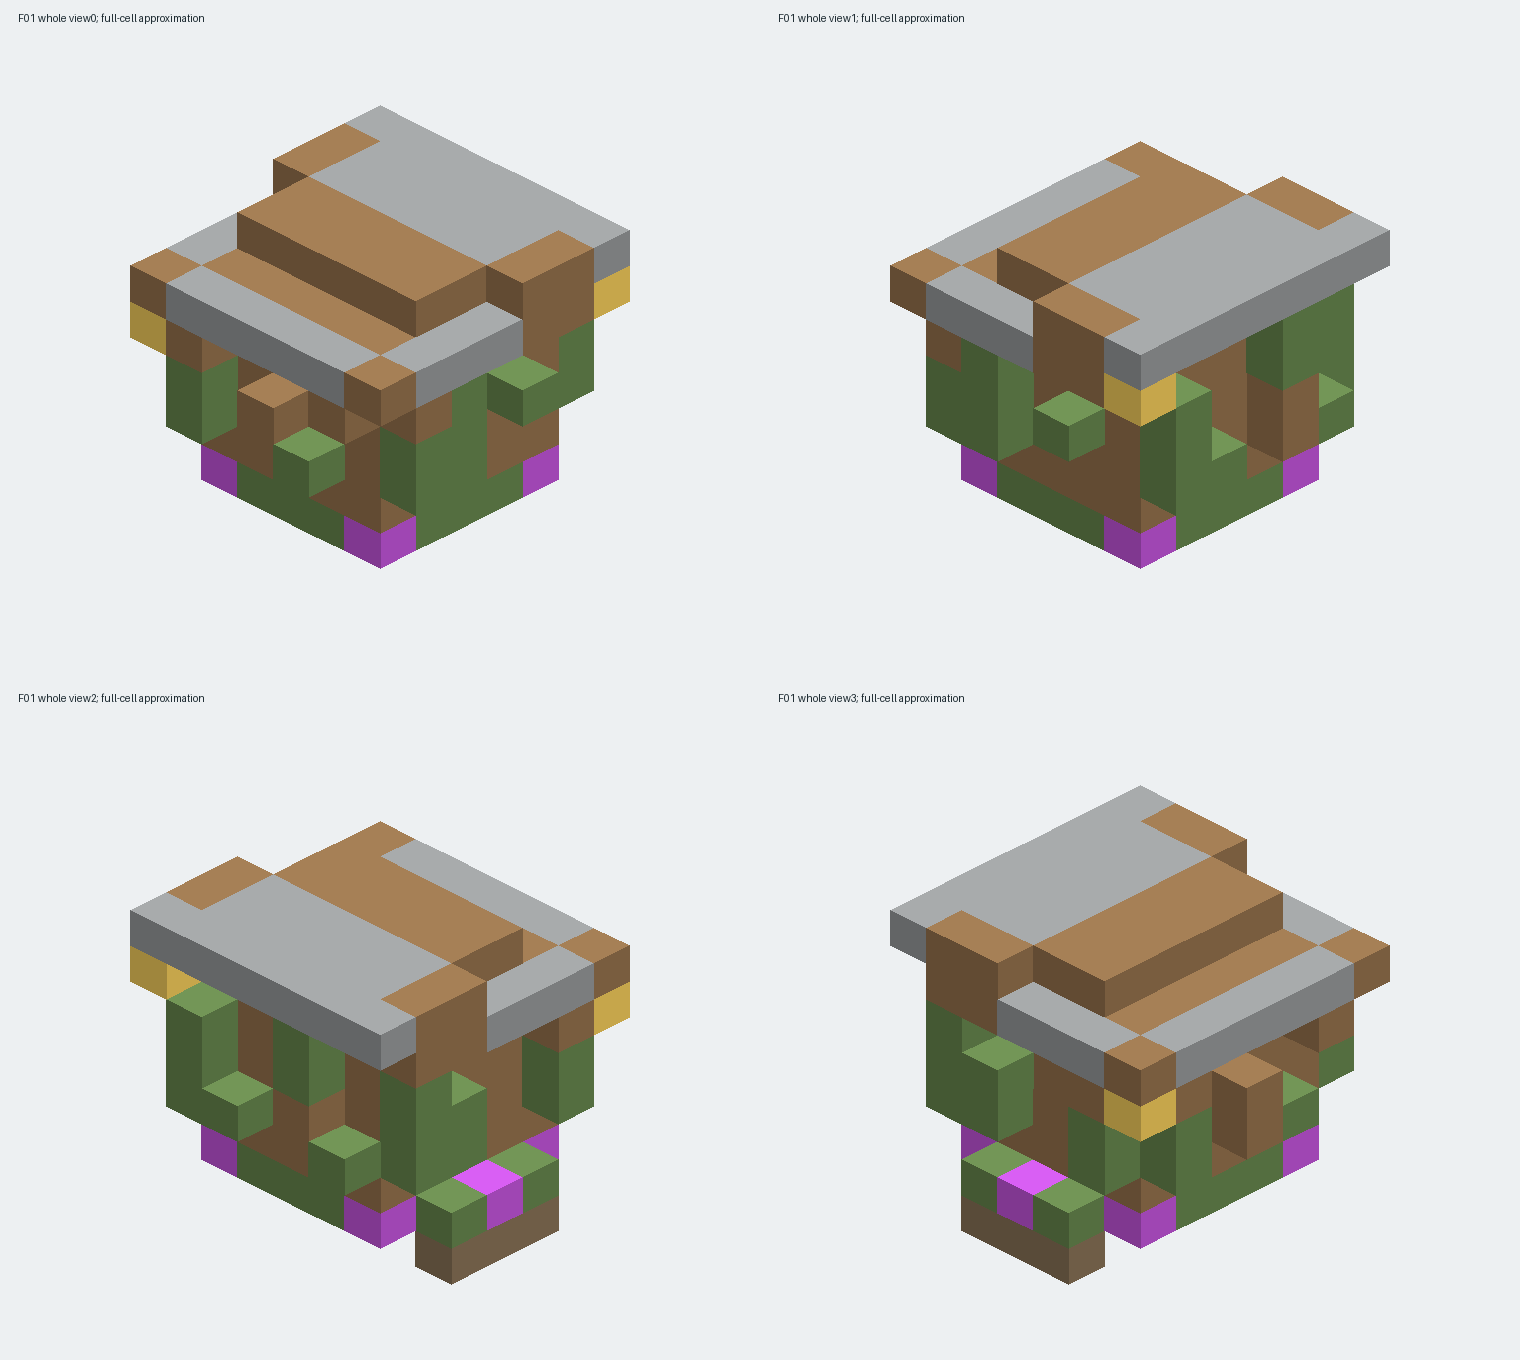 F01 whole view0; full-cell approximation
F01 whole view1; full-cell approximation
F01 whole view2; full-cell approximation
F01 whole view3; full-cell approximation